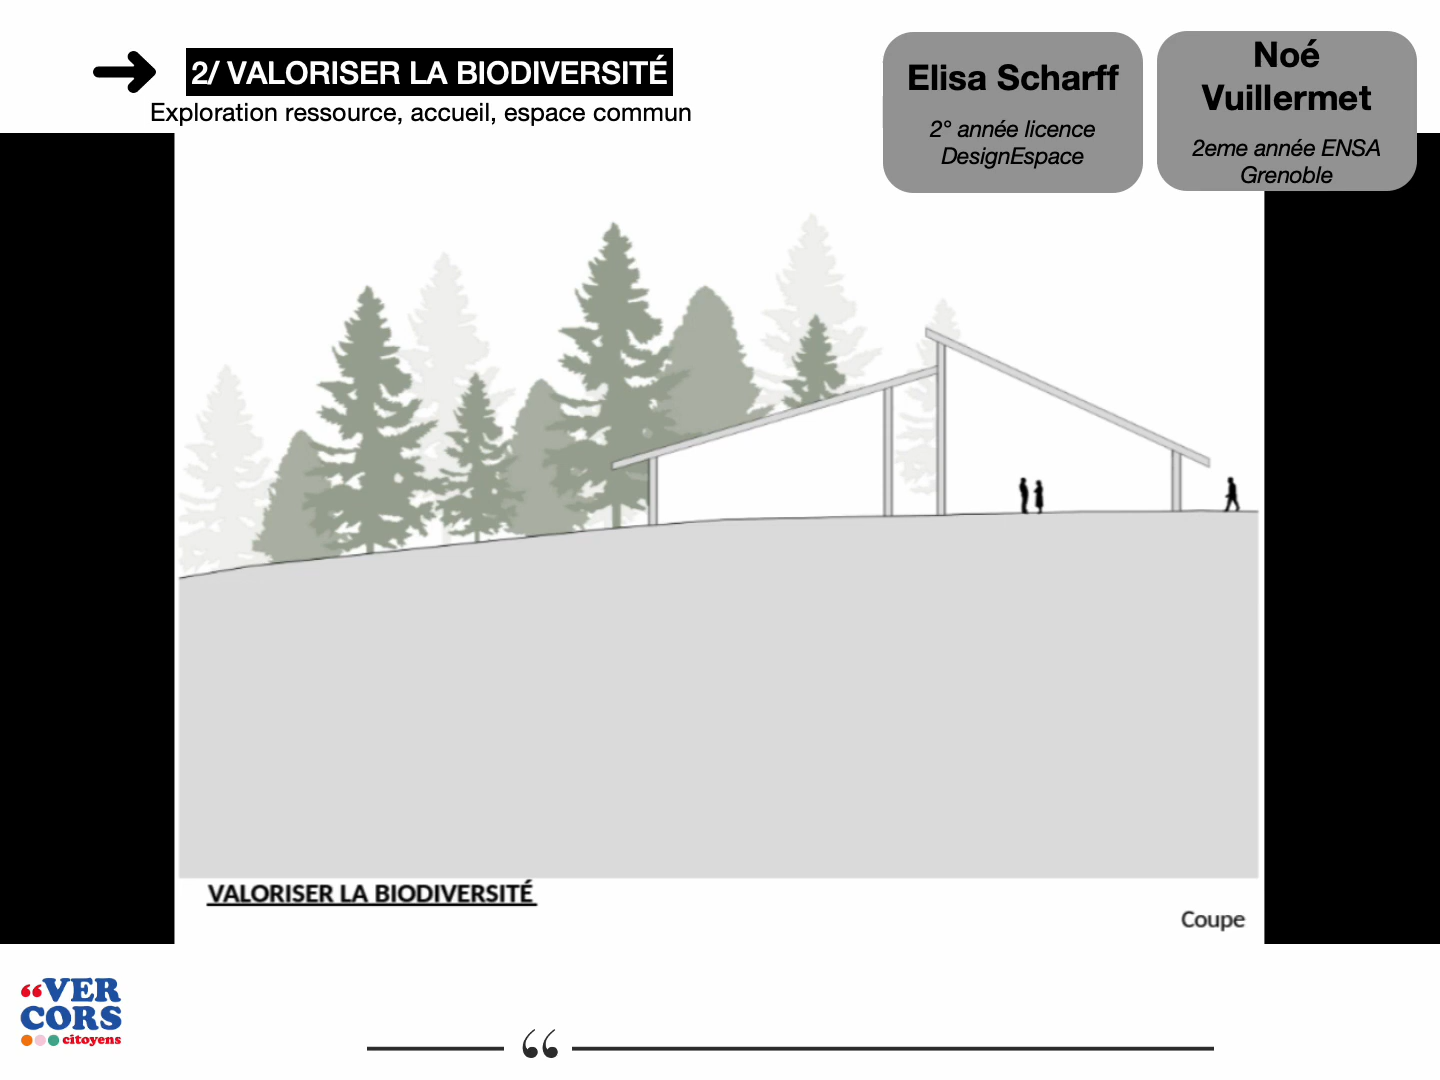 2/ VALORISER LA BIODIVERSITÉ
Exploration ressource, accueil, espace commun
Elisa Scharff
2° année licence
DesignEspace
Noé
Vuillermet
2eme année ENSA
Grenoble
VALORISER LA BIODIVERSITÉ
Coupe
“VER
CORS
citoyens
“